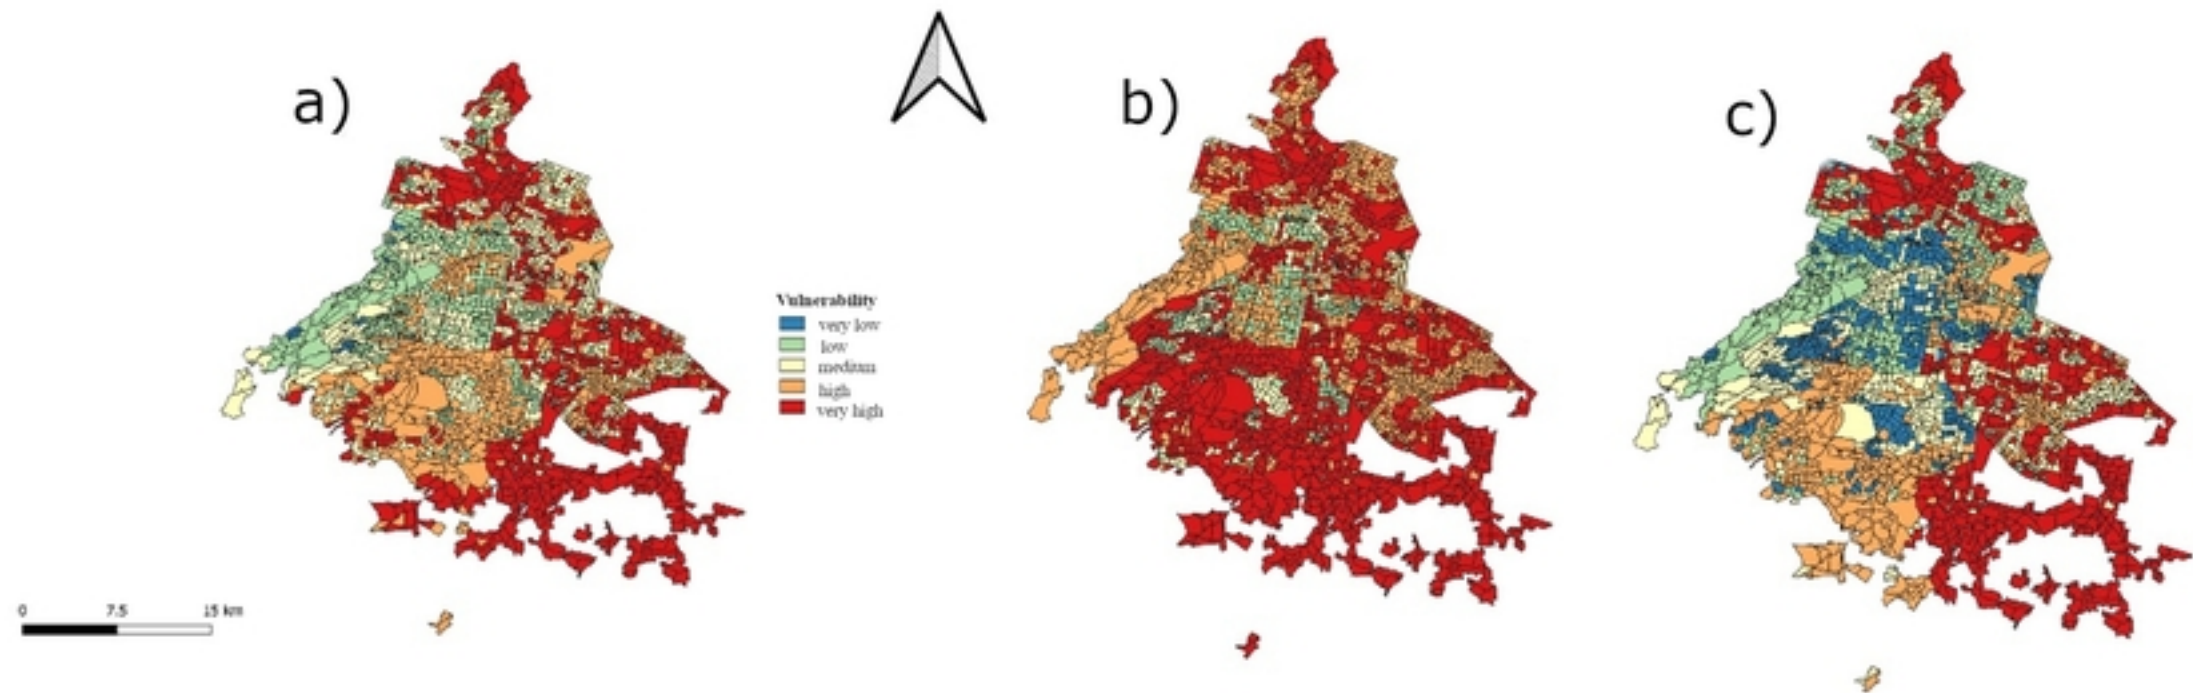 a)
b)
c)
Vulnerability
very low
low
medium
high
very high
0 7.5 15 km